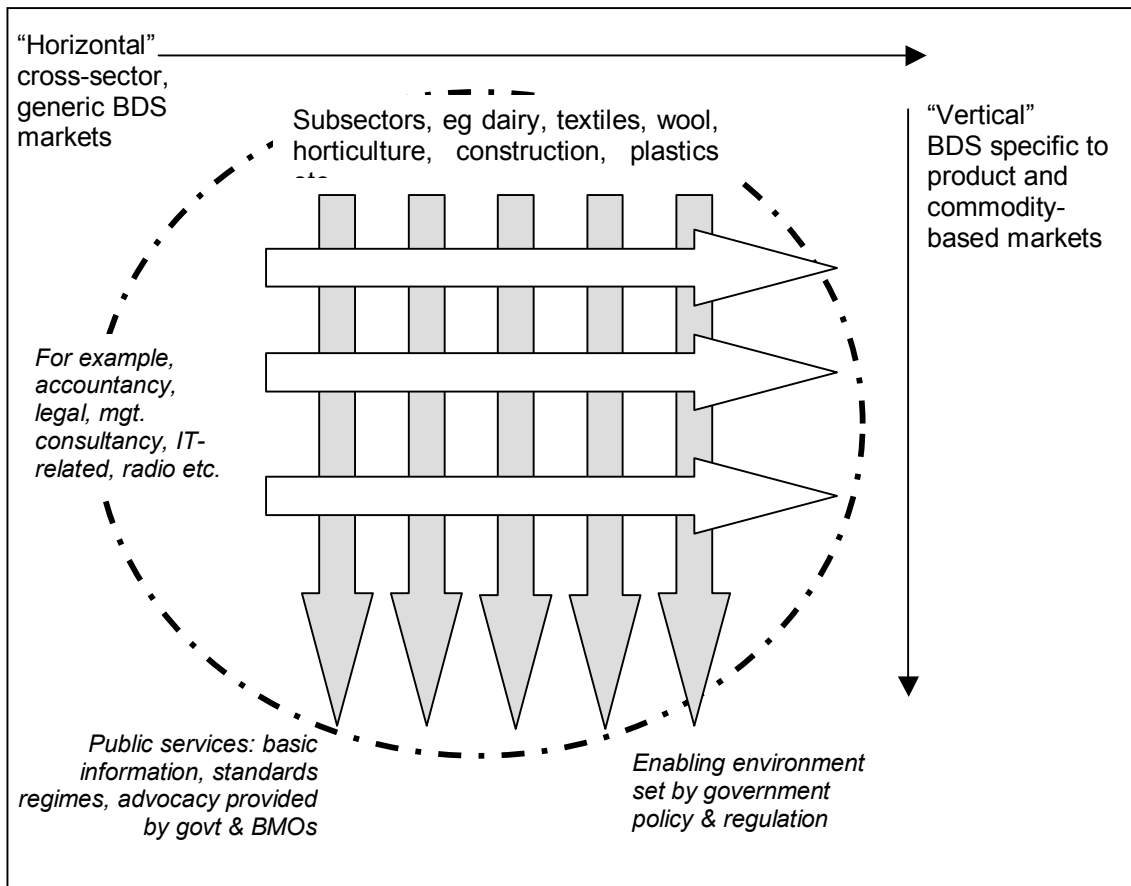 “Horizontal”
cross-sector,
generic BDS
markets
Subsectors, eg dairy, textiles, wool,
horticulture, construction, plastics
“Vertical”
BDS specific to
product and
commodity-
based markets
For example,
accountancy,
legal, mgt.
consultancy, IT-
related, radio etc.
Public services: basic
information, standards
regimes, advocacy provided
by govt & BMOs
Enabling environment
set by government
policy & regulation